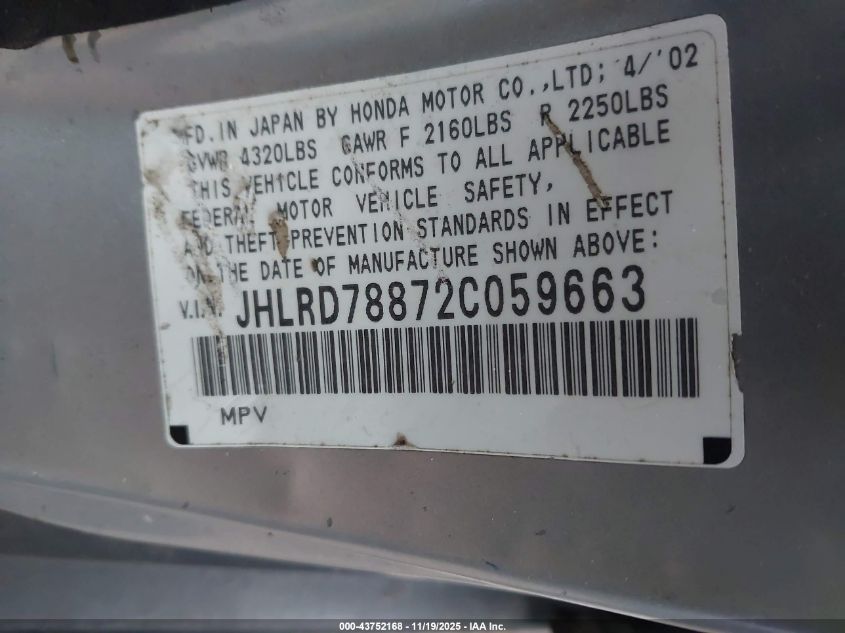 MFD. IN JAPAN BY HONDA MOTOR CO.,LTD; 4/'02
GVWR 4320LBS GAWR F 2160LBS R 2250LBS
THIS VEHICLE CONFORMS TO ALL APPLICABLE
FEDERAL MOTOR VEHICLE SAFETY,
AND THEFT PREVENTION STANDARDS IN EFFECT
ON THE DATE OF MANUFACTURE SHOWN ABOVE:
V.I.N. JHLRD78872C059663
MPV
000-43752168 - 11/19/2025 - IAA Inc.